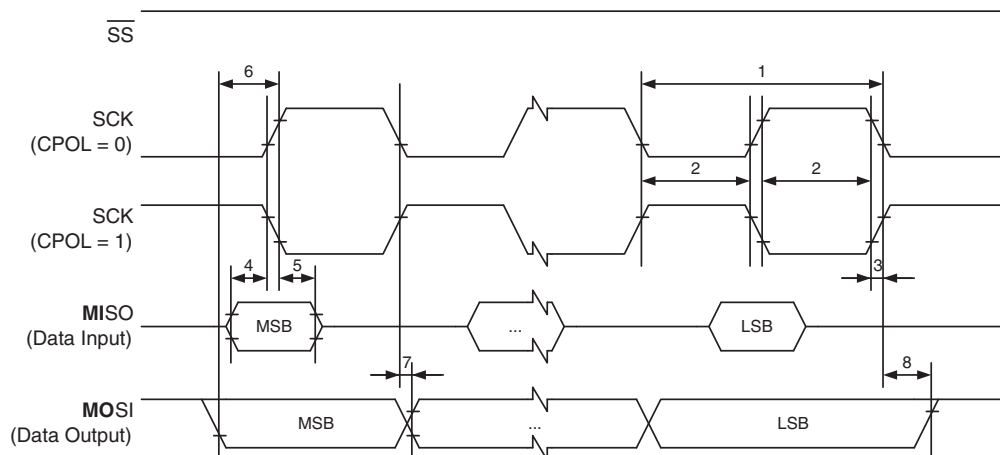 SS
6
1
SCK
(CPOL = 0)
2
2
SCK
(CPOL = 1)
4
5
3
MISO
(Data Input)
MSB
...
LSB
7
8
MOSI
(Data Output)
MSB
...
LSB